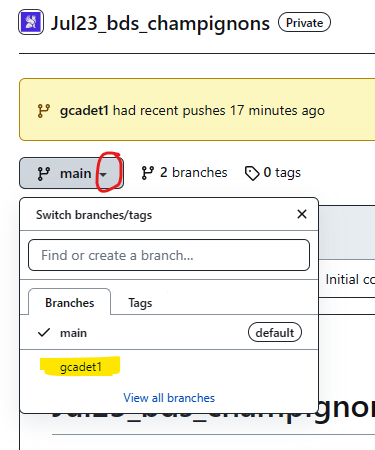 Jul23_bds_champignons Private
gcadet1 had recent pushes 17 minutes ago
main 2 branches 0 tags
Switch branches/tags
Find or create a branch...
Initial co
Branches Tags
main default
gcadet1
View all branches
Jul23_bds_champignon